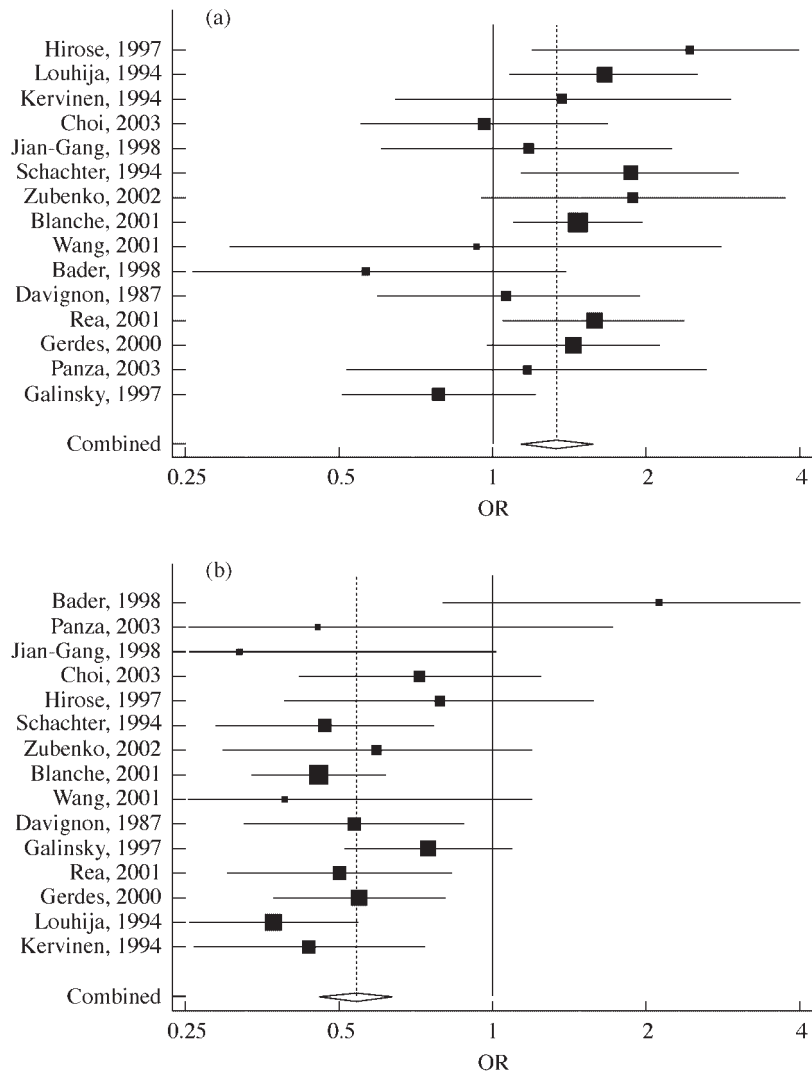 (a)
Hirose, 1997
Louhija, 1994
Kervinen, 1994
Choi, 2003
Jian-Gang, 1998
Schachter, 1994
Zubenko, 2002
Blanche, 2001
Wang, 2001
Bader, 1998
Davignon, 1987
Rea, 2001
Gerdes, 2000
Panza, 2003
Galinsky, 1997
Combined
0.25 0.5 1 2 4
OR
(b)
Bader, 1998
Panza, 2003
Jian-Gang, 1998
Choi, 2003
Hirose, 1997
Schachter, 1994
Zubenko, 2002
Blanche, 2001
Wang, 2001
Davignon, 1987
Galinsky, 1997
Rea, 2001
Gerdes, 2000
Louhija, 1994
Kervinen, 1994
Combined
0.25 0.5 1 2 4
OR